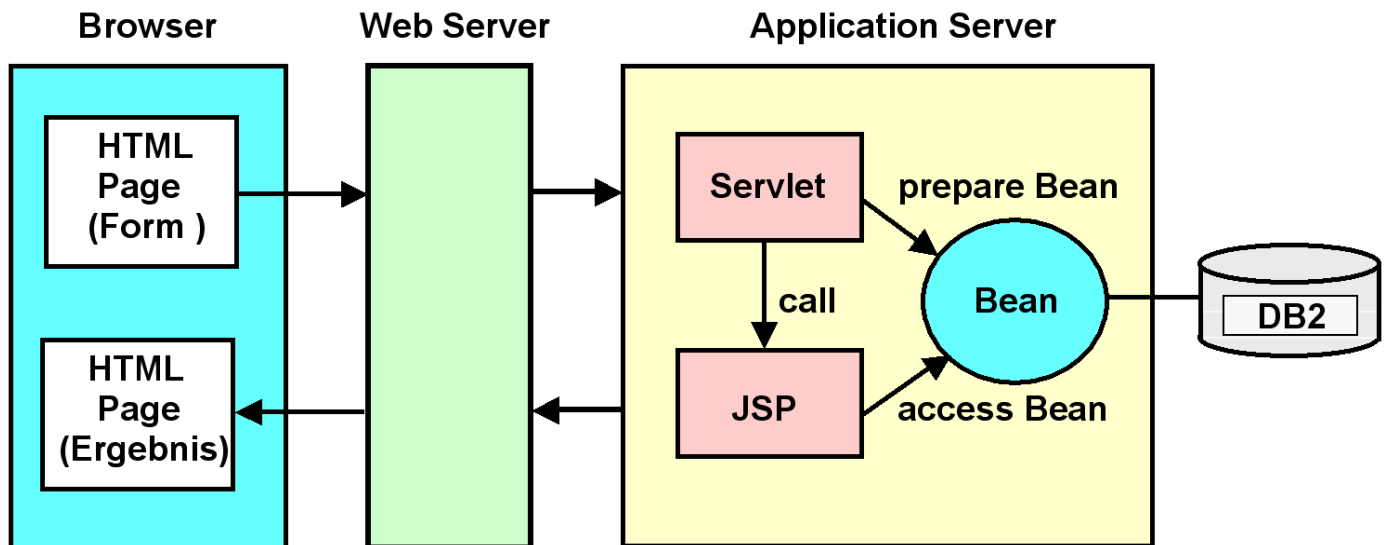 Browser
Web Server
Application Server
HTML
Page
(Form )
Servlet
prepare Bean
call
Bean
DB2
HTML
Page
(Ergebnis)
JSP
access Bean